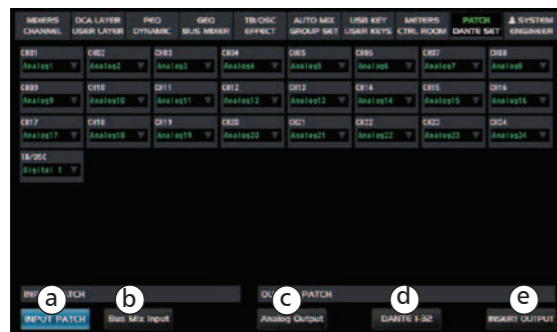 MIXERS DCA LAYER PEQ GEQ TB/OSC AUTO MIX USB KEY METERS PATCH SYSTEM
CHANNEL USER LAYER DYNAMIC BUS MIXER EFFECT GROUP SET USER KEYS CTRL ROOM DANTE SET ENGINEER
CH01 CH02 CH03 CH04 CH05 CH06 CH07 CH08
Analog1 Analog2 Analog3 Analog4 Analog5 Analog6 Analog7 Analog8
CH09 CH10 CH11 CH12 CH13 CH14 CH15 CH16
Analog9 Analog10 Analog11 Analog12 Analog13 Analog14 Analog15 Analog16
CH17 CH18 CH19 CH20 CH21 CH22 CH23 CH24
Analog17 Analog18 Analog19 Analog20 Analog21 Analog22 Analog23 Analog24
TB/OSC
Digital 1
PATCH PATCH
a b c d e
INPUT PATCH Bus Mix Input Analog Output DANTE 1-32 INSERT OUTPUT